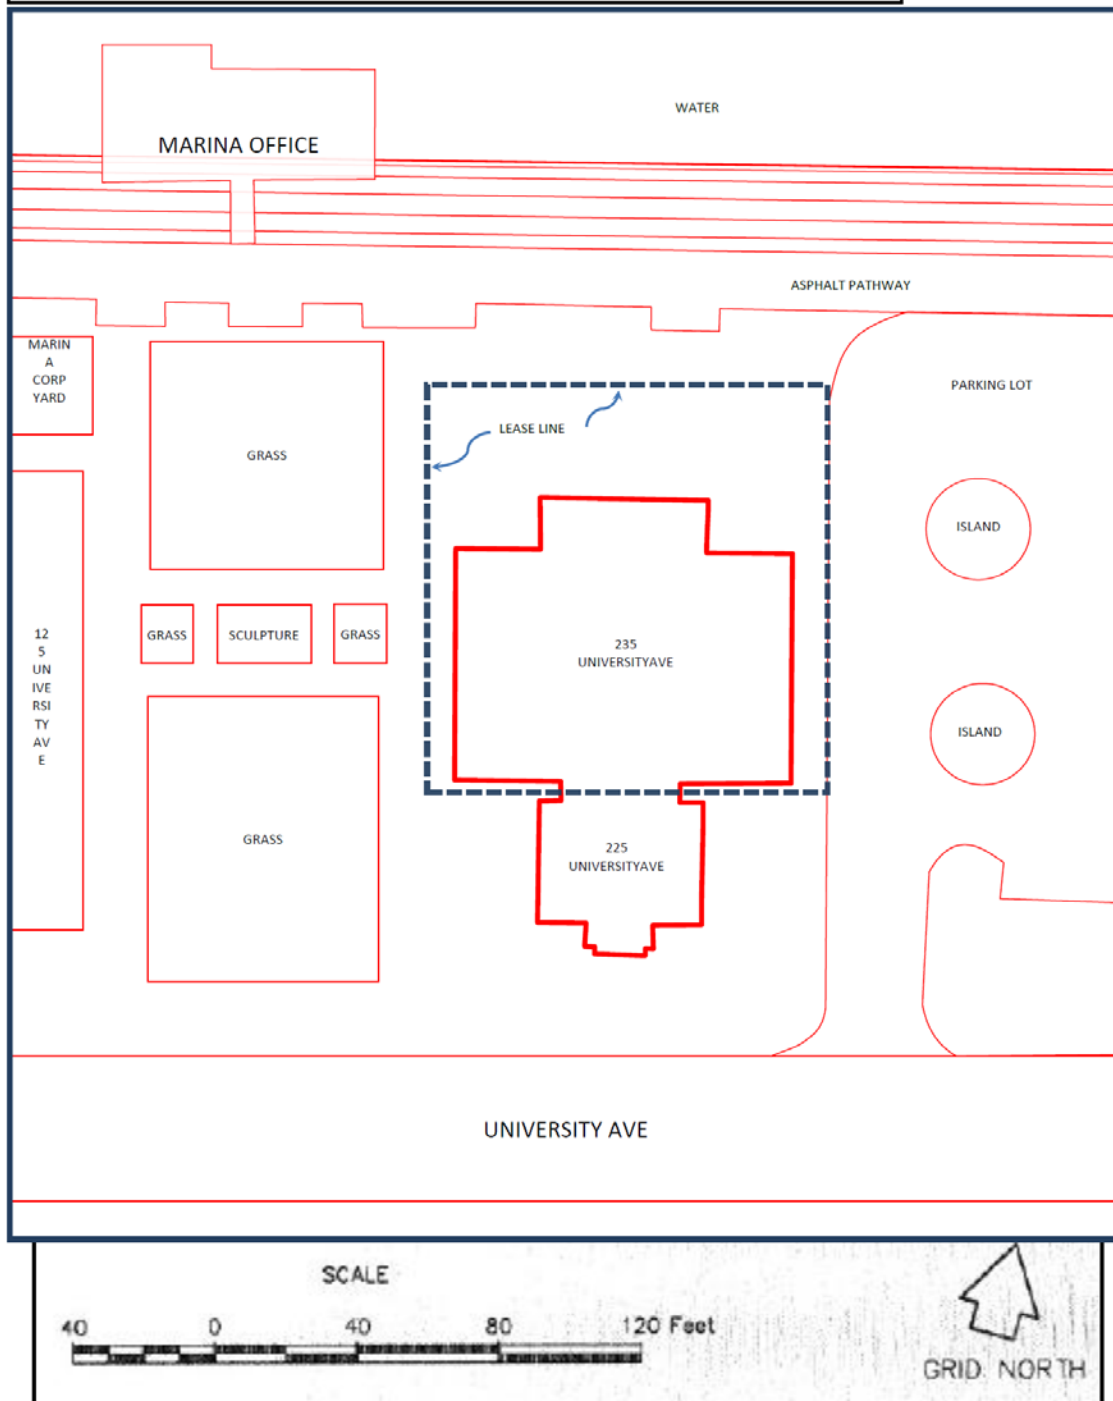 WATER
MARINA OFFICE
ASPHALT PATHWAY
MARIN
A
CORP
YARD
PARKING LOT
LEASE LINE
GRASS
ISLAND
12
5
UN
IVE
RSI
TY
AV
E
GRASS
SCULPTURE
GRASS
235
UNIVERSITYAVE
ISLAND
GRASS
225
UNIVERSITYAVE
UNIVERSITY AVE
SCALE
40 0 40 80 120 Feet
GRID NORTH